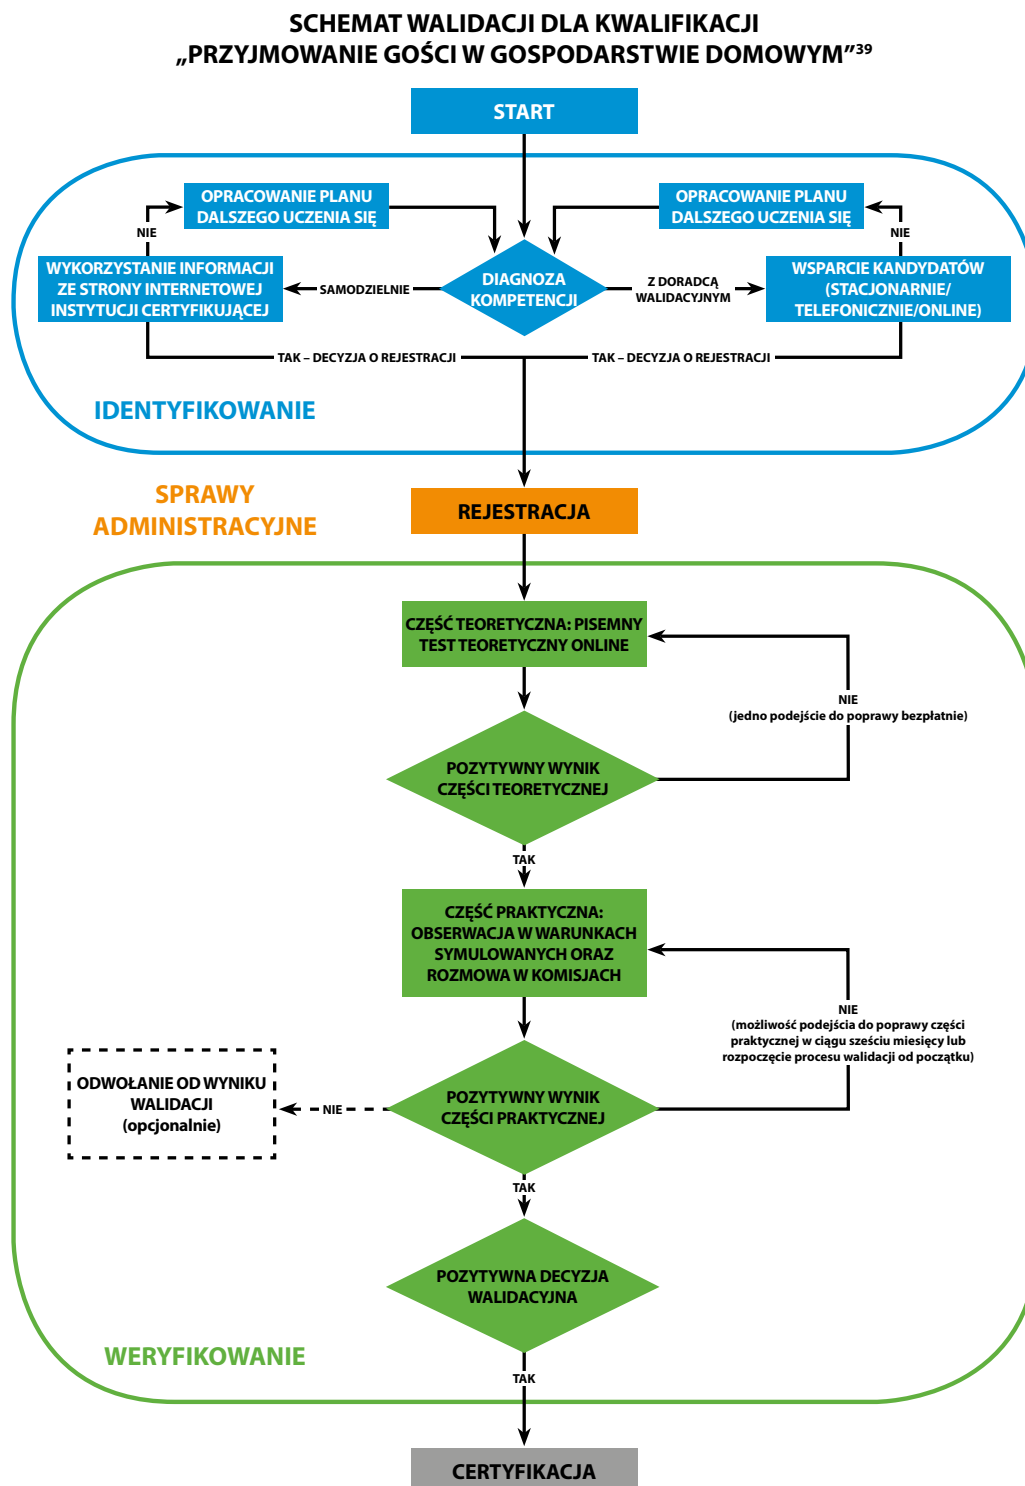 SCHEMAT WALIDACJI DLA KWALIFIKACJI
„PRZYJMOWANIE GOŚCI W GOSPODARSTWIE DOMOWYM”39
START
OPRACOWANIE PLANU
DALSZEGO UCZENIA SIĘ
OPRACOWANIE PLANU
DALSZEGO UCZENIA SIĘ
NIE
NIE
WYKORZYSTANIE INFORMACJI
ZE STRONY INTERNETOWEJ
INSTYTUCJI CERTYFIKUJĄCEJ
SAMODZIELNIE
DIAGNOZA
KOMPETENCJI
Z DORADCĄ
WALIDACYJNYM
WSPARCIE KANDYDATÓW
(STACJONARNIE/
TELEFONICZNIE/ONLINE)
TAK – DECYZJA O REJESTRACJI
TAK – DECYZJA O REJESTRACJI
IDENTYFIKOWANIE
SPRAWY
ADMINISTRACYJNE
REJESTRACJA
CZĘŚĆ TEORETYCZNA: PISEMNY
TEST TEORETYCZNY ONLINE
NIE
(jedno podejście do poprawy bezpłatnie)
POZYTYWNY WYNIK
CZĘŚCI TEORETYCZNEJ
TAK
CZĘŚĆ PRAKTYCZNA:
OBSERWACJA W WARUNKACH
SYMULOWANYCH ORAZ
ROZMOWA W KOMISJACH
NIE
(możliwość podejścia do poprawy części
praktycznej w ciągu sześciu miesięcy lub
rozpoczęcie procesu walidacji od początku)
ODWOŁANIE OD WYNIKU
WALIDACJI
(opcjonalnie)
NIE
POZYTYWNY WYNIK
CZĘŚCI PRAKTYCZNEJ
TAK
POZYTYWNA DECYZJA
WALIDACYJNA
WERYFIKOWANIE
TAK
CERTYFIKACJA